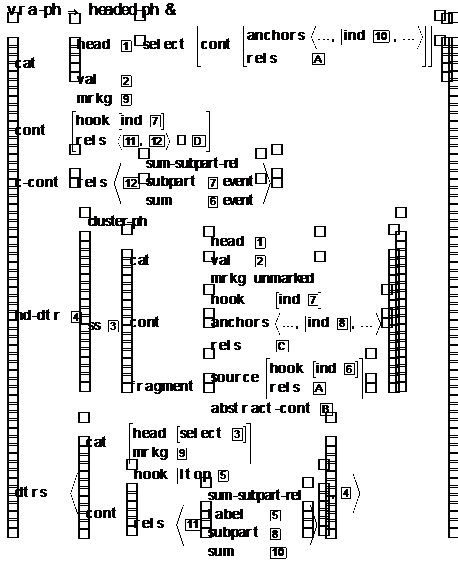 v r a-ph → headed-ph &
head 1 select [cont [anchors ⟨..., [ind 10], ...⟩
rels A
cat
val 2
mrkg 9
hook [ind 7]
cont
rels ⟨11, 12⟩ □ D
sum-subpart-rel
c-cont rels ⟨12 subpart 7 event
sum 6 event⟩
cluster-ph
head 1
cat val 2
mrkg unmarked
hook [ind 7]
hd-dtr 4 ss 3 cont anchors ⟨..., [ind 8], ...⟩
rels C
source [hook [ind 6]
fragment rels A]
abstract-cont B
cat [head [select 3]
mrkg 9]
hook [ltop 5]
dtrs ⟨ sum-subpart-rel , 4⟩
cont label 5
rels ⟨11 subpart 8
sum 10⟩